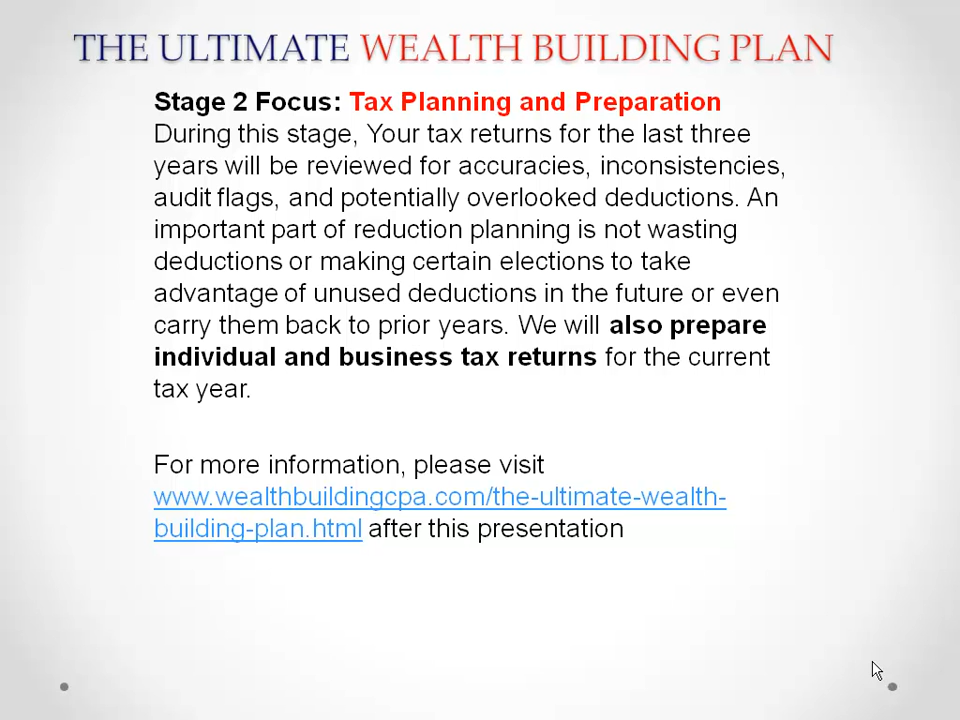 THE ULTIMATE WEALTH BUILDING PLAN
Stage 2 Focus: Tax Planning and Preparation
During this stage, Your tax returns for the last three
years will be reviewed for accuracies, inconsistencies,
audit flags, and potentially overlooked deductions. An
important part of reduction planning is not wasting
deductions or making certain elections to take
advantage of unused deductions in the future or even
carry them back to prior years. We will also prepare
individual and business tax returns for the current
tax year.
For more information, please visit
www.wealthbuildingcpa.com/the-ultimate-wealth-
building-plan.html after this presentation